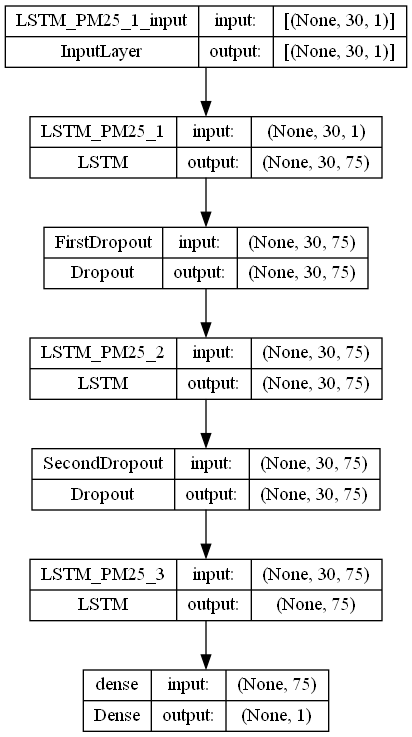 LSTM_PM25_1_input input: [(None, 30, 1)]
InputLayer output: [(None, 30, 1)]
LSTM_PM25_1 input: (None, 30, 1)
LSTM output: (None, 30, 75)
FirstDropout input: (None, 30, 75)
Dropout output: (None, 30, 75)
LSTM_PM25_2 input: (None, 30, 75)
LSTM output: (None, 30, 75)
SecondDropout input: (None, 30, 75)
Dropout output: (None, 30, 75)
LSTM_PM25_3 input: (None, 30, 75)
LSTM output: (None, 75)
dense input: (None, 75)
Dense output: (None, 1)